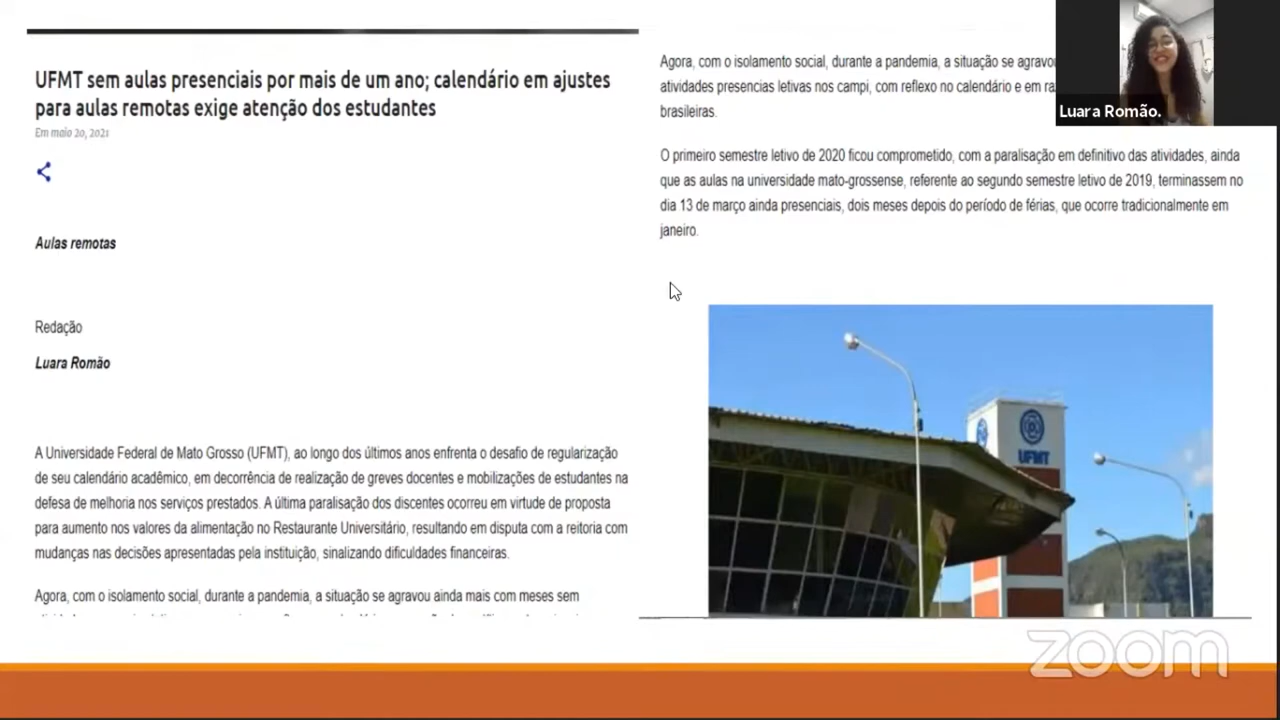 UFMT sem aulas presenciais por mais de um ano; calendário em ajustes
para aulas remotas exige atenção dos estudantes
Em maio 20, 2021
Aulas remotas
Redação
Luara Romão
A Universidade Federal de Mato Grosso (UFMT), ao longo dos últimos anos enfrenta o desafio de regularização
de seu calendário acadêmico, em decorrência de realização de greves docentes e mobilizações de estudantes na
defesa de melhoria nos serviços prestados. A última paralisação dos discentes ocorreu em virtude de proposta
para aumento nos valores da alimentação no Restaurante Universitário, resultando em disputa com a reitoria com
mudanças nas decisões apresentadas pela instituição, sinalizando dificuldades financeiras.
Agora, com o isolamento social, durante a pandemia, a situação se agravou ainda mais com meses sem
Agora, com o isolamento social, durante a pandemia, a situação se agravou
atividades presencias letivas nos campi, com reflexo no calendário e em
brasileiras.
O primeiro semestre letivo de 2020 ficou comprometido, com a paralisação em definitivo das atividades, ainda
que as aulas na universidade mato-grossense, referente ao segundo semestre letivo de 2019, terminassem no
dia 13 de março ainda presenciais, dois meses depois do período de férias, que ocorre tradicionalmente em
janeiro.
UFMT
Luara Romão.
zoom